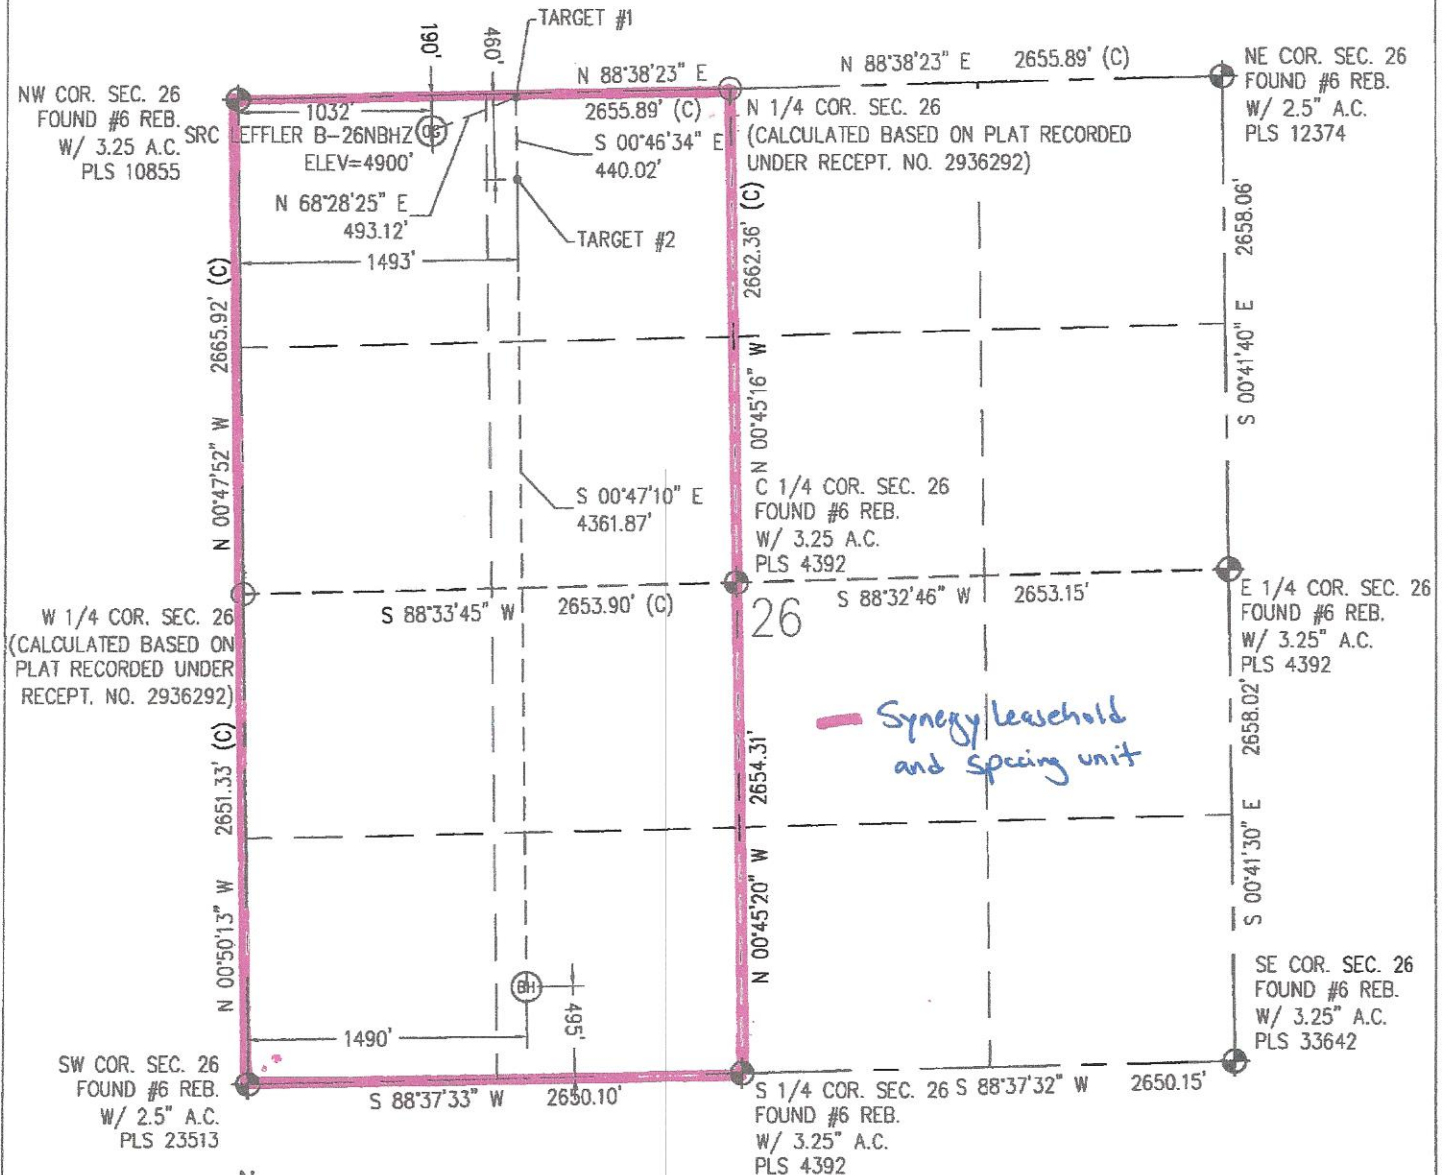 TARGET #1
190'
460'
N 88°38'23" E
2655.89' (C)
N 88°38'23" E 2655.89' (C)
NE COR. SEC. 26
FOUND #6 REB.
W/ 2.5" A.C.
PLS 12374
NW COR. SEC. 26
FOUND #6 REB.
W/ 3.25 A.C.
PLS 10855
1032'
SRC LEFFLER B-26NBHZ
ELEV=4900'
N 68°28'25" E
493.12'
S 00°46'34" E
440.02'
N 1/4 COR. SEC. 26
(CALCULATED BASED ON PLAT RECORDED
UNDER RECEPT. NO. 2936292)
TARGET #2
1493'
N 00°47'52" W 2665.92' (C)
N 00°45'16" W 2662.36' (C)
S 00°41'40" E 2658.06'
S 00°47'10" E
4361.87'
C 1/4 COR. SEC. 26
FOUND #6 REB.
W/ 3.25 A.C.
PLS 4392
S 88°33'45" W 2653.90' (C)
26
S 88°32'46" W 2653.15'
W 1/4 COR. SEC. 26
(CALCULATED BASED ON
PLAT RECORDED UNDER
RECEPT. NO. 2936292)
E 1/4 COR. SEC. 26
FOUND #6 REB.
W/ 3.25" A.C.
PLS 4392
Synergy leasehold
and spacing unit
N 00°50'13" W 2651.33' (C)
N 00°45'20" W 2654.31'
S 00°41'30" E 2658.02'
BH
495'
1490'
SW COR. SEC. 26
FOUND #6 REB.
W/ 2.5" A.C.
PLS 23513
S 88°37'33" W 2650.10'
S 1/4 COR. SEC. 26
FOUND #6 REB.
W/ 3.25" A.C.
PLS 4392
S 88°37'32" W 2650.15'
SE COR. SEC. 26
FOUND #6 REB.
W/ 3.25" A.C.
PLS 33642